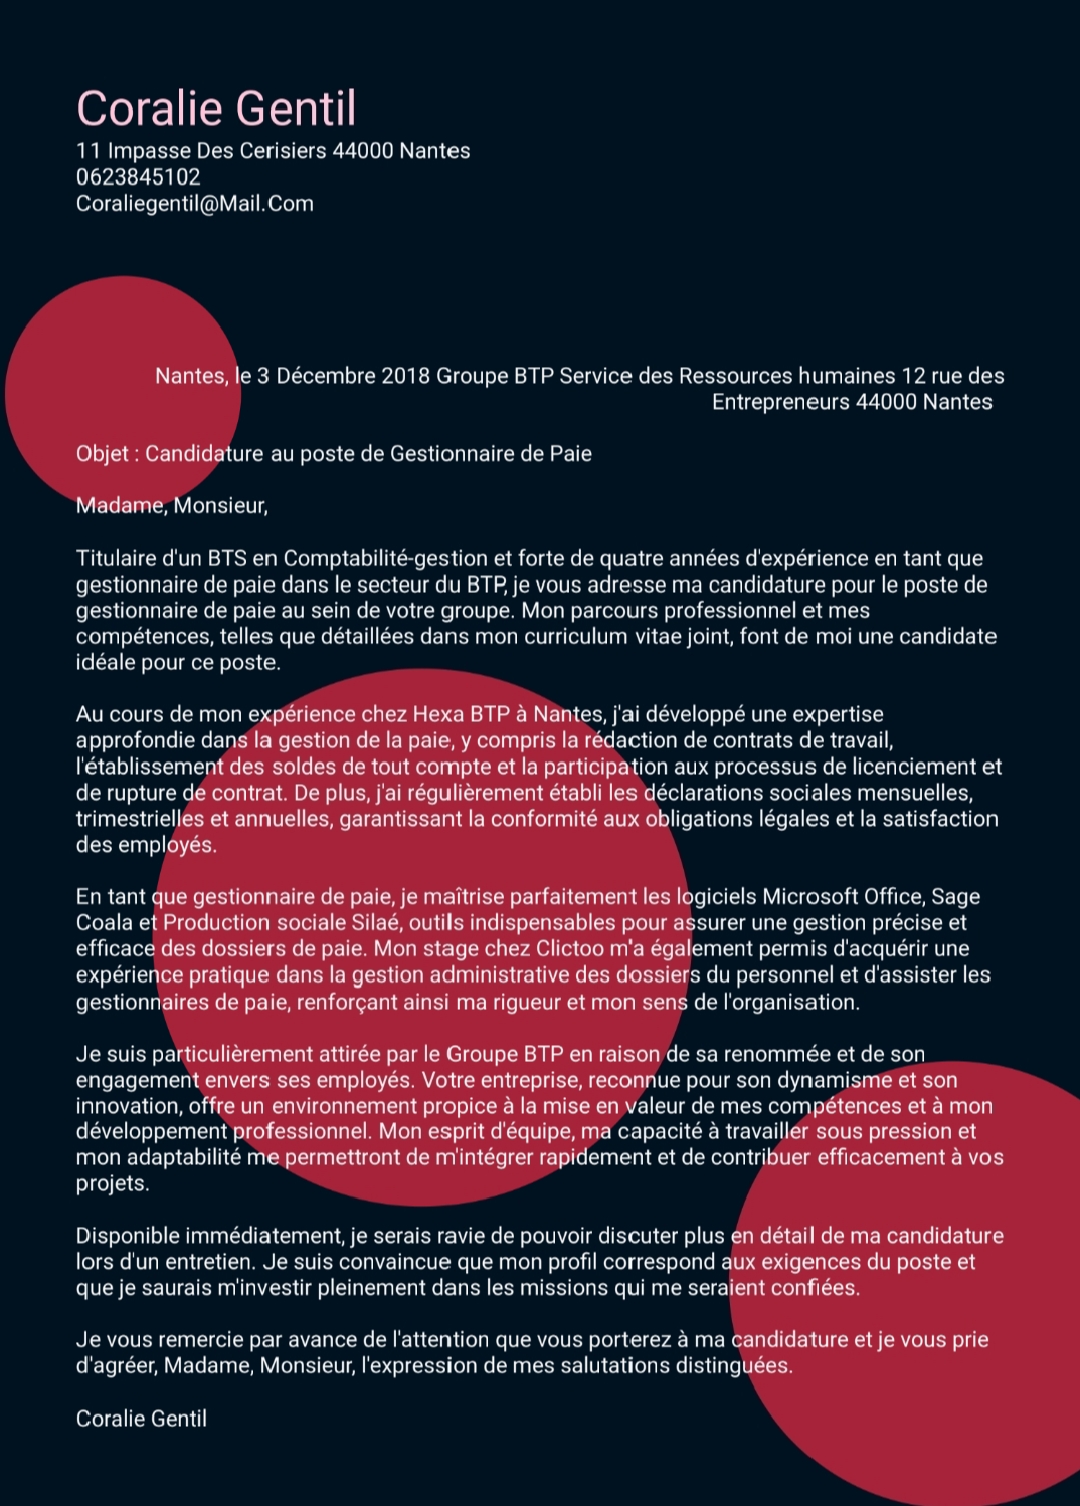 Coralie Gentil
11 Impasse Des Cerisiers 44000 Nantes
0623845102
Coraliegentil@Mail.Com
Nantes, le 3 Décembre 2018 Groupe BTP Service des Ressources humaines 12 rue des
Entrepreneurs 44000 Nantes
Objet : Candidature au poste de Gestionnaire de Paie
Madame, Monsieur,
Titulaire d'un BTS en Comptabilité-gestion et forte de quatre années d'expérience en tant que
gestionnaire de paie dans le secteur du BTP, je vous adresse ma candidature pour le poste de
gestionnaire de paie au sein de votre groupe. Mon parcours professionnel et mes
compétences, telles que détaillées dans mon curriculum vitae joint, font de moi une candidate
idéale pour ce poste.
Au cours de mon expérience chez Hexa BTP à Nantes, j'ai développé une expertise
approfondie dans la gestion de la paie, y compris la rédaction de contrats de travail,
l'établissement des soldes de tout compte et la participation aux processus de licenciement et
de rupture de contrat. De plus, j'ai régulièrement établi les déclarations sociales mensuelles,
trimestrielles et annuelles, garantissant la conformité aux obligations légales et la satisfaction
des employés.
En tant que gestionnaire de paie, je maîtrise parfaitement les logiciels Microsoft Office, Sage
Coala et Production sociale Silaé, outils indispensables pour assurer une gestion précise et
efficace des dossiers de paie. Mon stage chez Clictoo m'a également permis d'acquérir une
expérience pratique dans la gestion administrative des dossiers du personnel et d'assister les
gestionnaires de paie, renforçant ainsi ma rigueur et mon sens de l'organisation.
Je suis particulièrement attirée par le Groupe BTP en raison de sa renommée et de son
engagement envers ses employés. Votre entreprise, reconnue pour son dynamisme et son
innovation, offre un environnement propice à la mise en valeur de mes compétences et à mon
développement professionnel. Mon esprit d'équipe, ma capacité à travailler sous pression et
mon adaptabilité me permettront de m'intégrer rapidement et de contribuer efficacement à vos
projets.
Disponible immédiatement, je serais ravie de pouvoir discuter plus en détail de ma candidature
lors d'un entretien. Je suis convaincue que mon profil correspond aux exigences du poste et
que je saurais m'investir pleinement dans les missions qui me seraient confiées.
Je vous remercie par avance de l'attention que vous porterez à ma candidature et je vous prie
d'agréer, Madame, Monsieur, l'expression de mes salutations distinguées.
Coralie Gentil